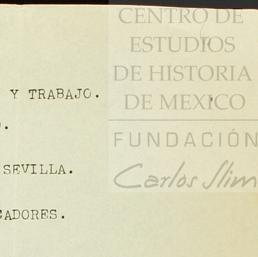 CENTRO DE
ESTUDIOS
DE HISTORIA
DE MEXICO
FUNDACIÓN
Carlos Slim
Y TRABAJO.
SEVILLA.
CADORES.